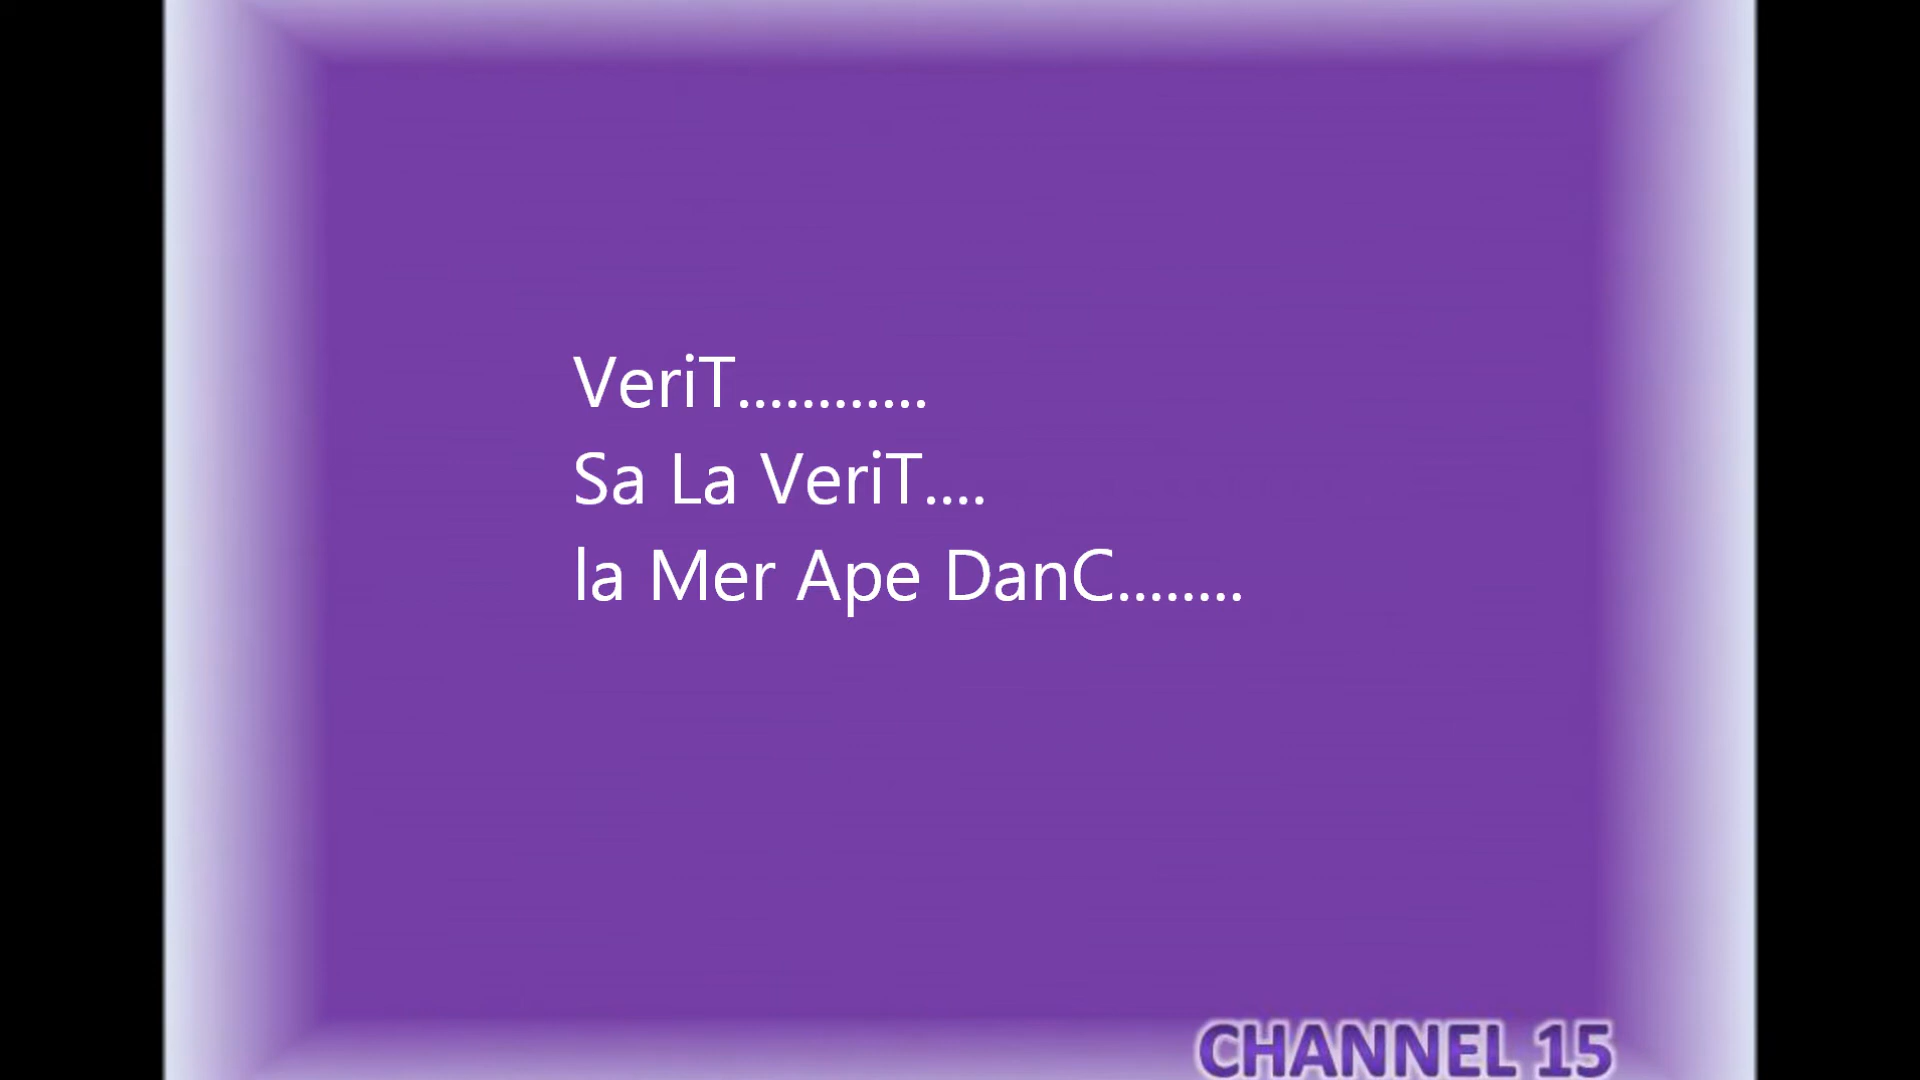 VeriT............
Sa La VeriT....
la Mer Ape DanC........
CHANNEL 15